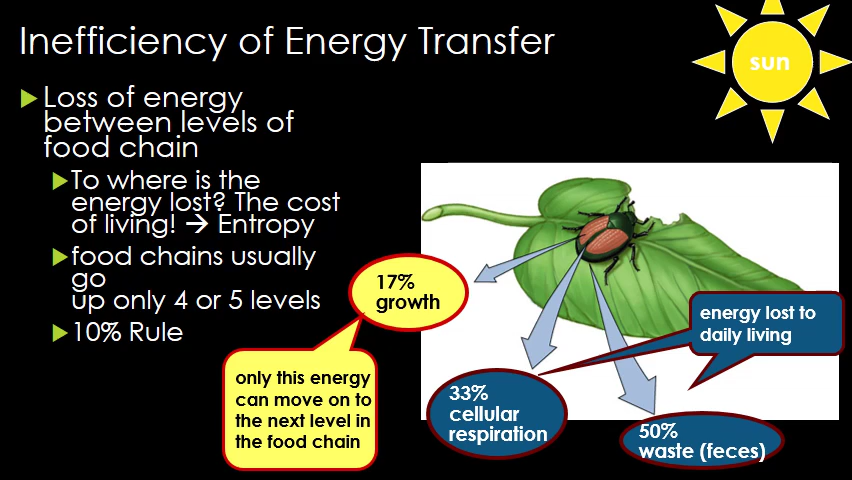 Inefficiency of Energy Transfer
sun
Loss of energy
between levels of
food chain
To where is the
energy lost? The cost
of living! → Entropy
food chains usually
go
up only 4 or 5 levels
10% Rule
17%
growth
only this energy
can move on to
the next level in
the food chain
energy lost to
daily living
33%
cellular
respiration
50%
waste (feces)